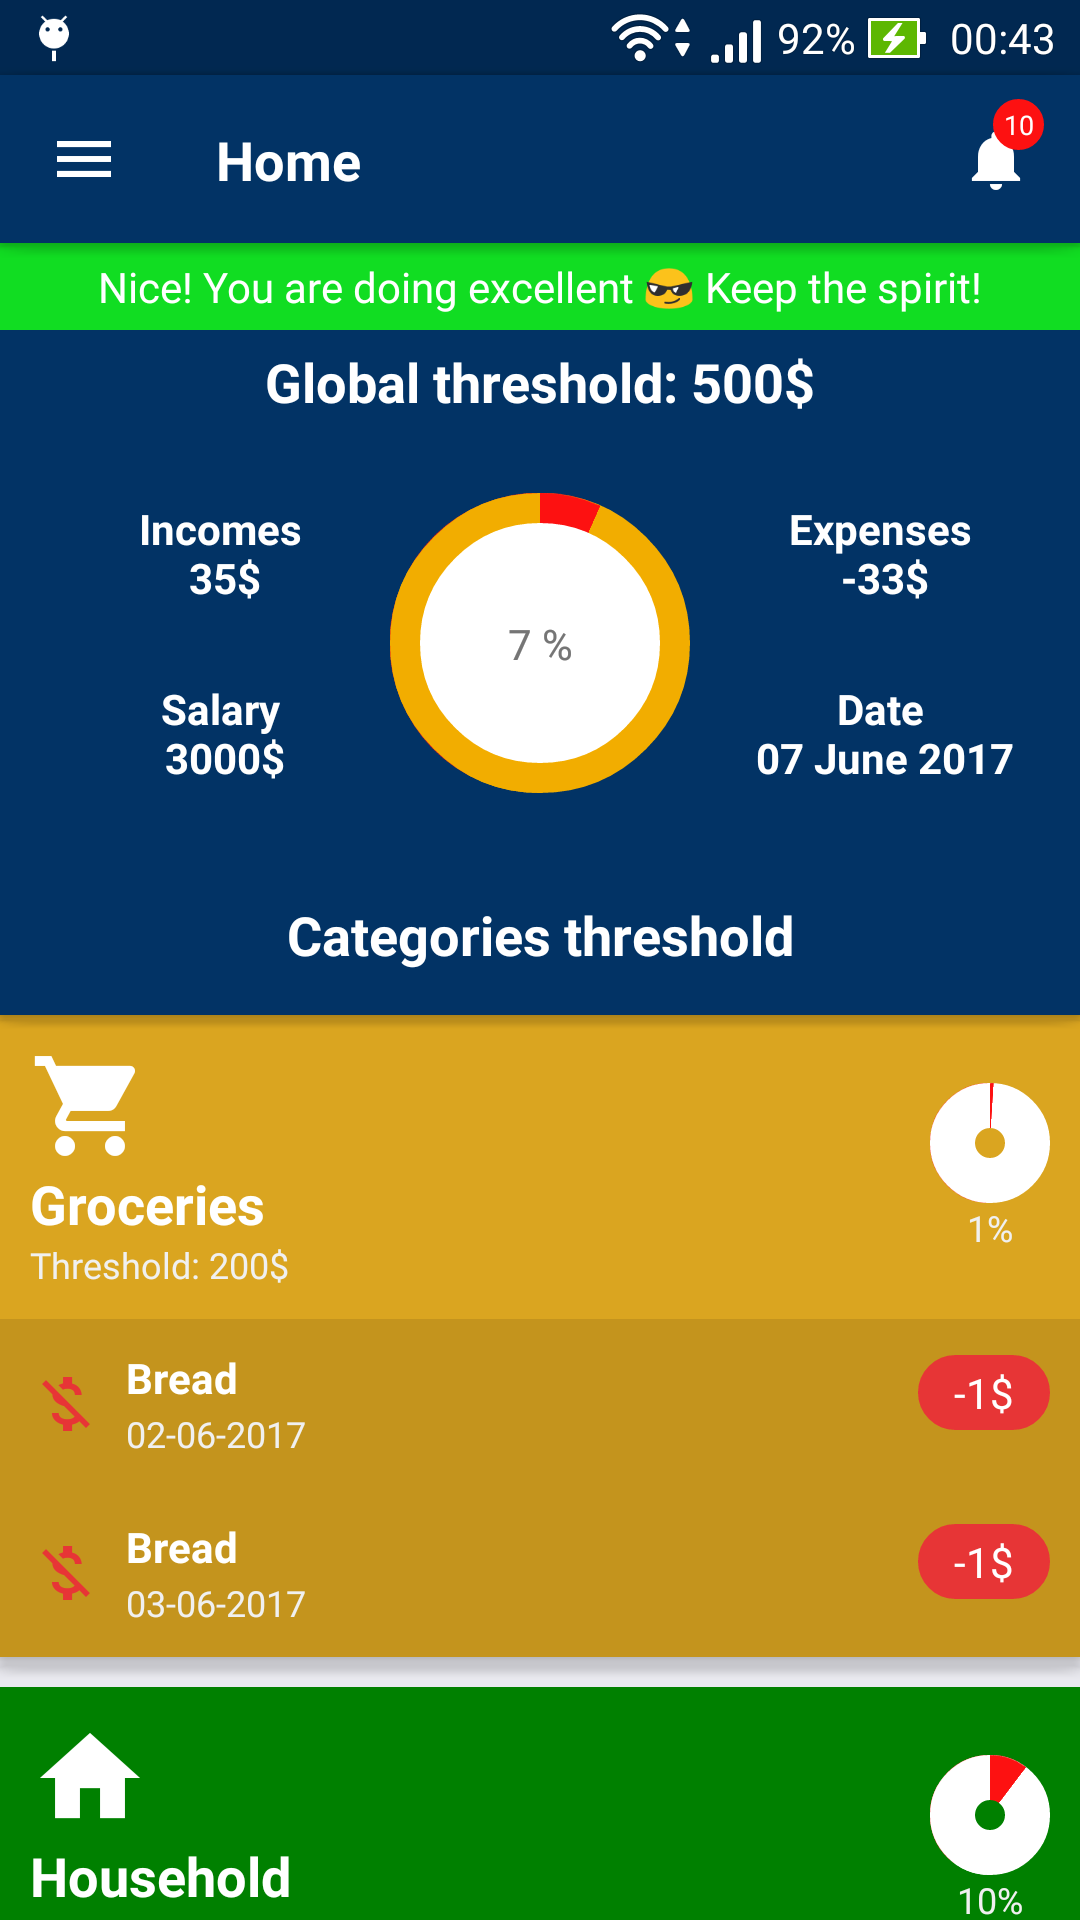 92% 00:43
Home
10
Nice! You are doing excellent 😎 Keep the spirit!
Global threshold: 500$
Incomes
35$
Expenses
-33$
7 %
Salary
3000$
Date
07 June 2017
Categories threshold
Groceries
Threshold: 200$
1%
Bread
02-06-2017
-1$
Bread
03-06-2017
-1$
Household
10%